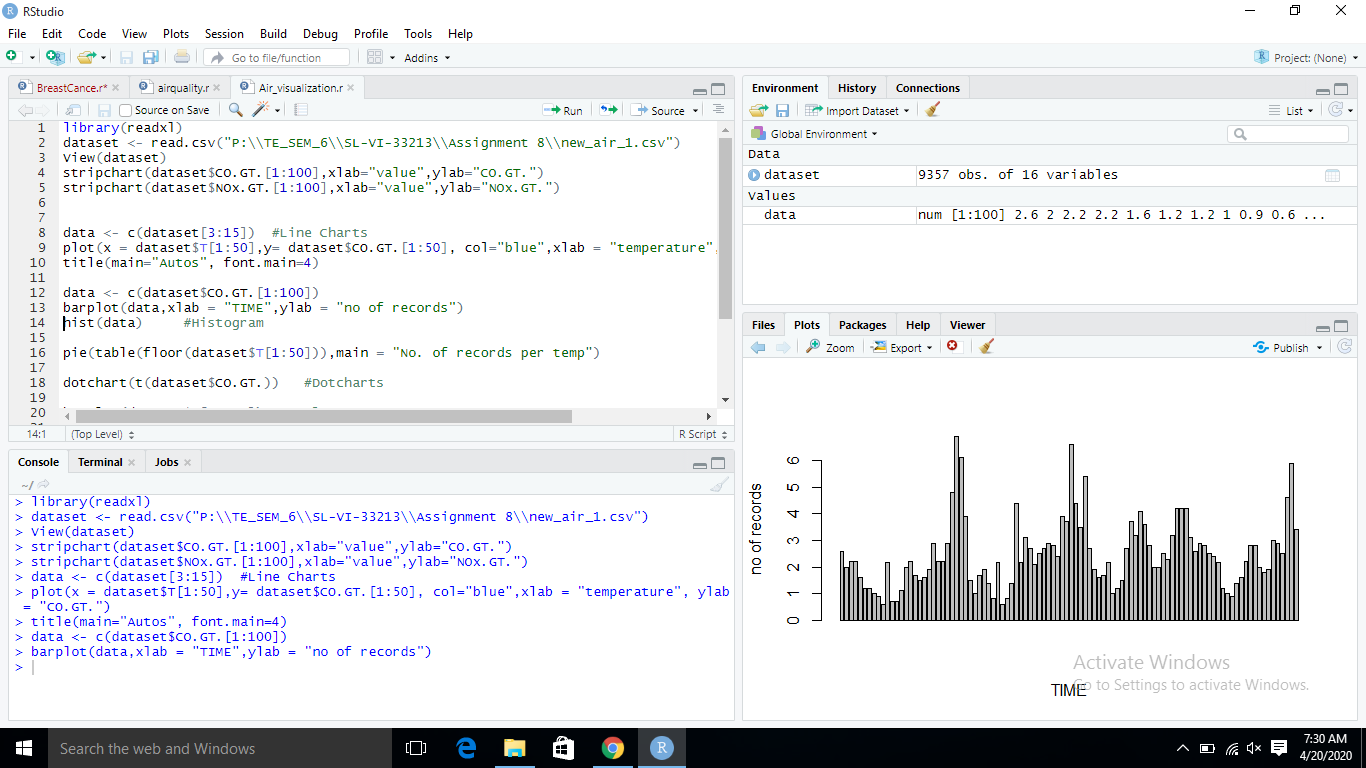 RStudio
File Edit Code View Plots Session Build Debug Profile Tools Help
Go to file/function Addins Project: (None)
BreastCance.r* airquality.r Air_visualization.r
Source on Save Run Source
1 library(readxl)
2 dataset <- read.csv("P:\\TE_SEM_6\\SL-VI-33213\\Assignment 8\\new_air_1.csv")
3 View(dataset)
4 stripchart(dataset$CO.GT.[1:100],xlab="value",ylab="CO.GT.")
5 stripchart(dataset$NOx.GT.[1:100],xlab="value",ylab="NOx.GT.")
6
7
8 data <- c(dataset[3:15]) #Line Charts
9 plot(x = dataset$T[1:50],y= dataset$CO.GT.[1:50], col="blue",xlab = "temperature",
10 title(main="Autos", font.main=4)
11
12 data <- c(dataset$CO.GT.[1:100])
13 barplot(data,xlab = "TIME",ylab = "no of records")
14 hist(data) #Histogram
15
16 pie(table(floor(dataset$T[1:50])),main = "No. of records per temp")
17
18 dotchart(t(dataset$CO.GT.)) #Dotcharts
19
20
14:1 (Top Level) R Script
Console Terminal Jobs
~/
> library(readxl)
> dataset <- read.csv("P:\\TE_SEM_6\\SL-VI-33213\\Assignment 8\\new_air_1.csv")
> View(dataset)
> stripchart(dataset$CO.GT.[1:100],xlab="value",ylab="CO.GT.")
> stripchart(dataset$NOx.GT.[1:100],xlab="value",ylab="NOx.GT.")
> data <- c(dataset[3:15]) #Line Charts
> plot(x = dataset$T[1:50],y= dataset$CO.GT.[1:50], col="blue",xlab = "temperature", ylab
= "CO.GT.")
> title(main="Autos", font.main=4)
> data <- c(dataset$CO.GT.[1:100])
> barplot(data,xlab = "TIME",ylab = "no of records")
>
Environment History Connections
Import Dataset List
Global Environment
Data
dataset 9357 obs. of 16 variables
Values
data num [1:100] 2.6 2 2.2 2.2 1.6 1.2 1.2 1 0.9 0.6 ...
Files Plots Packages Help Viewer
Zoom Export Publish
no of records
6
5
4
3
2
1
0
TIME
Activate Windows
Go to Settings to activate Windows.
Search the web and Windows
7:30 AM
4/20/2020